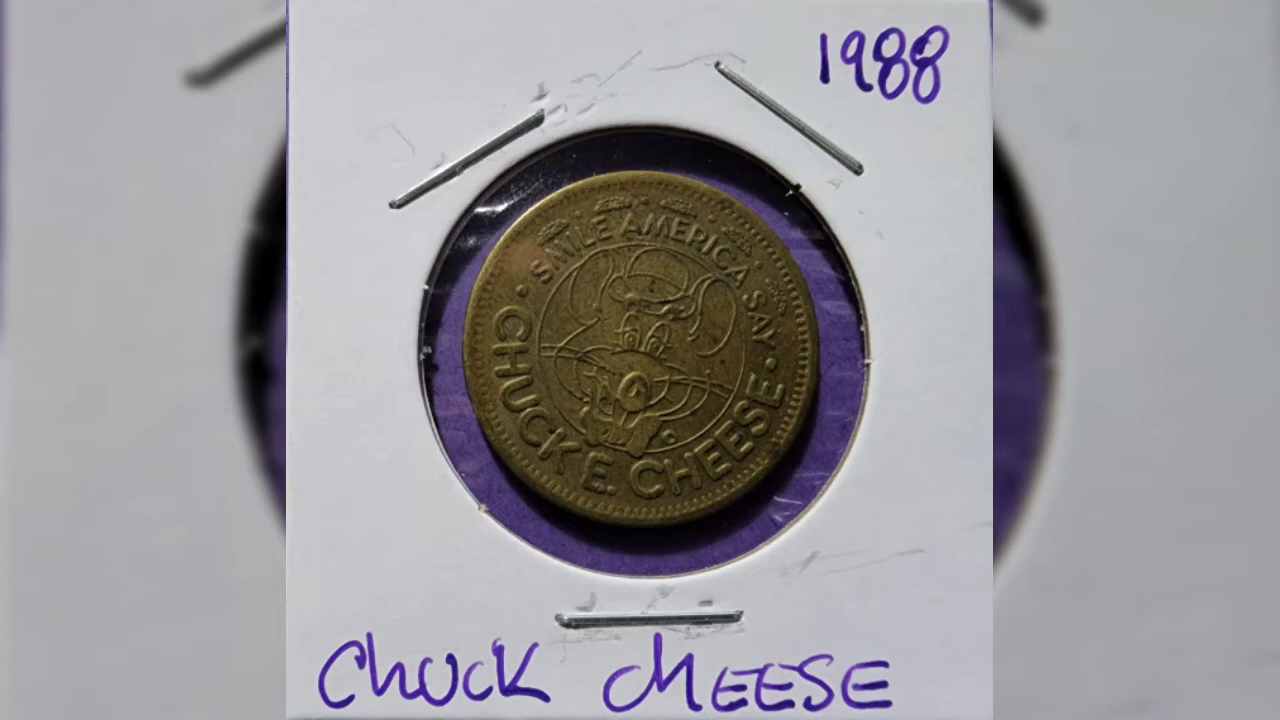 1988
SMILE AMERICA SAY
CHUCK E. CHEESE
CHUCK CHEESE